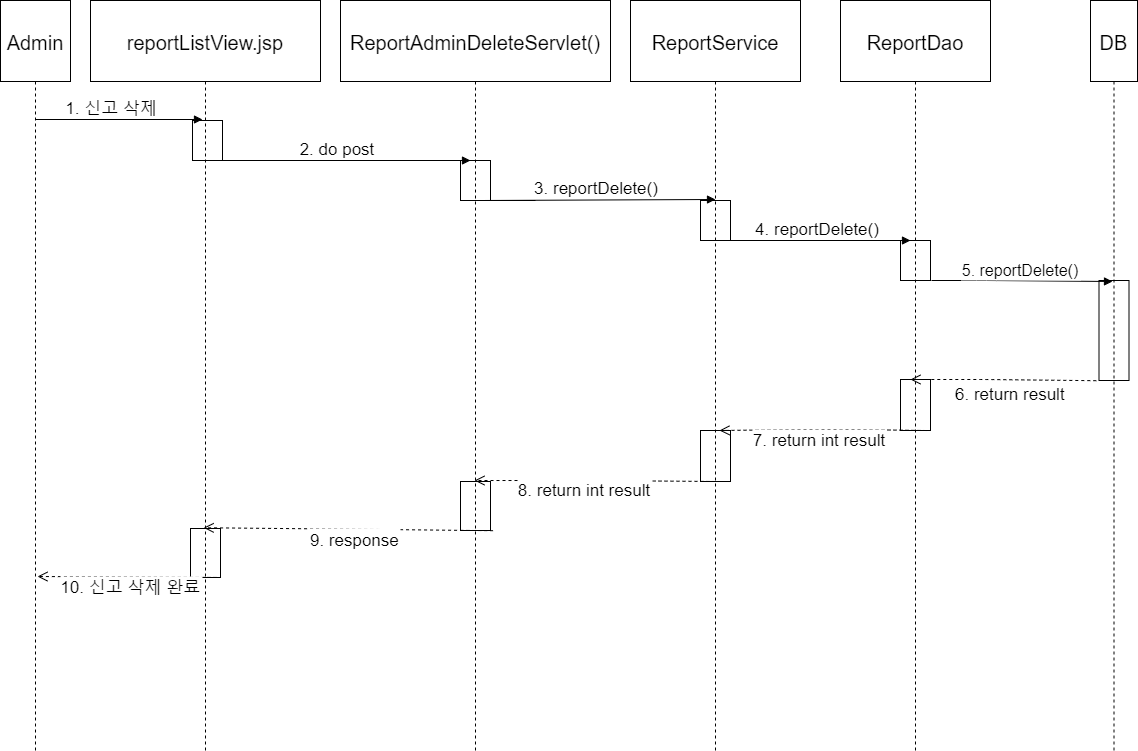 Admin
reportListView.jsp
ReportAdminDeleteServlet()
ReportService
ReportDao
DB
1. 신고 삭제
2. do post
3. reportDelete()
4. reportDelete()
5. reportDelete()
6. return result
7. return int result
8. return int result
9. response
10. 신고 삭제 완료